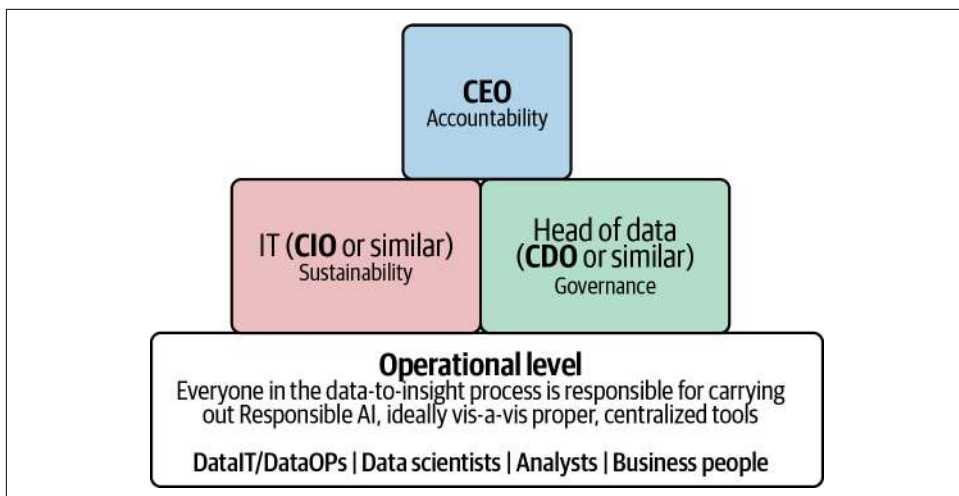 CEO
Accountability
IT (CIO or similar)
Sustainability
Head of data
(CDO or similar)
Governance
Operational level
Everyone in the data-to-insight process is responsible for carrying
out Responsible AI, ideally vis-a-vis proper, centralized tools
DataIT/DataOPs | Data scientists | Analysts | Business people